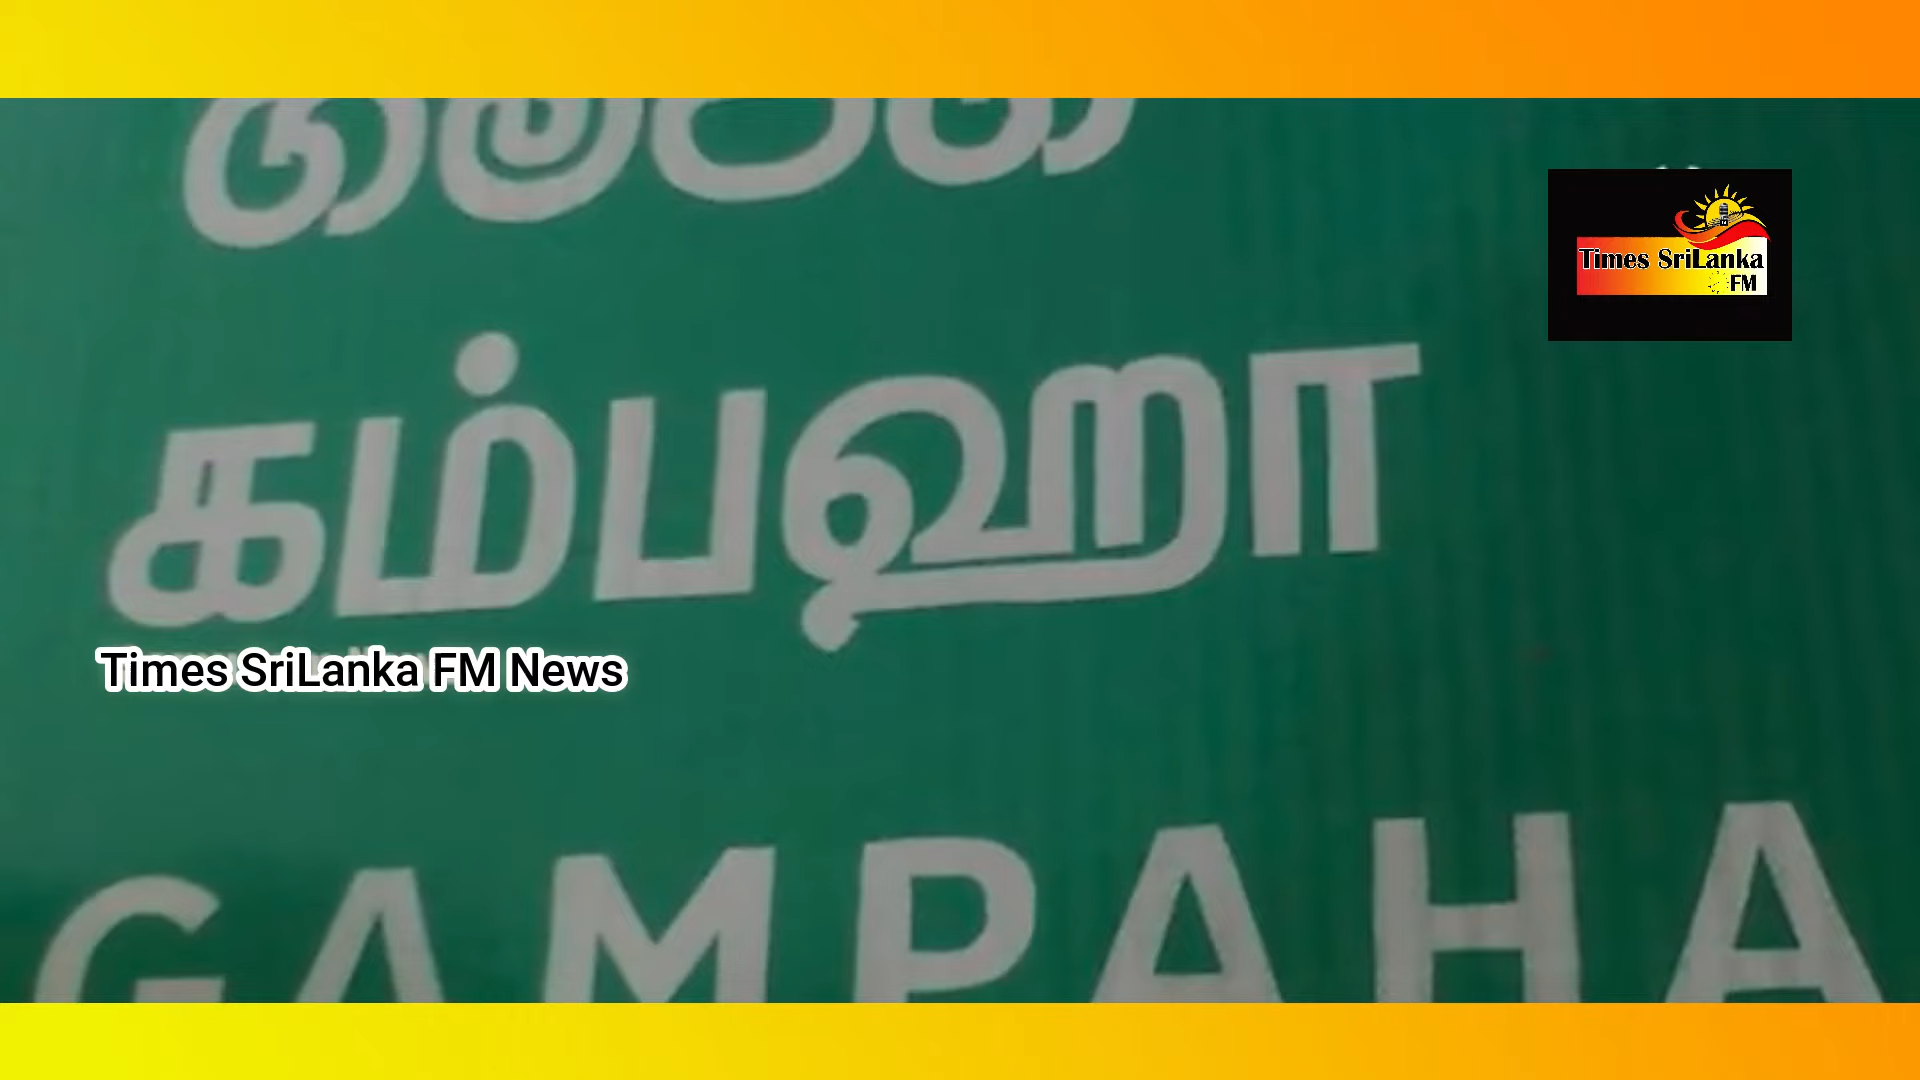 Times SriLanka
FM
கம்பஹா
Times SriLanka FM News
GAMPAHA